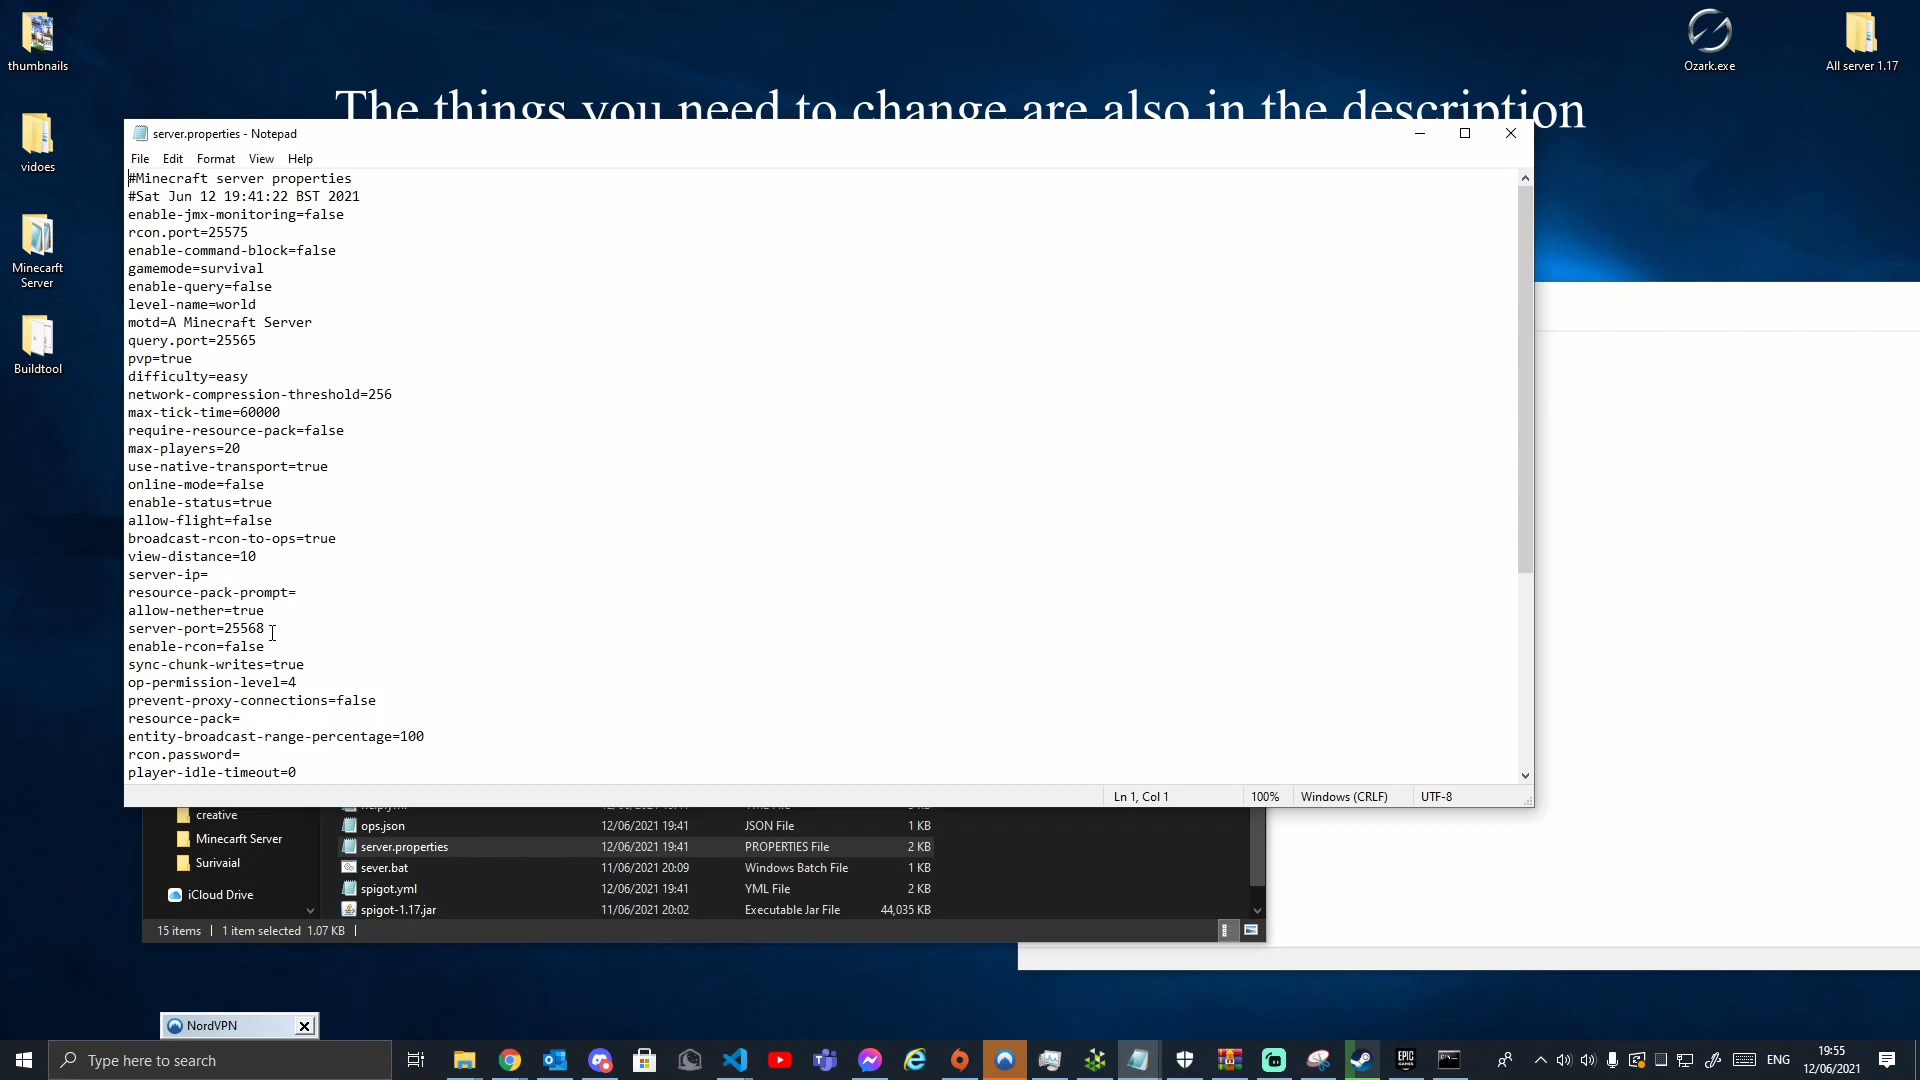 thumbnails
vidoes
Minecarft
Server
Buildtool
Ozark.exe
All server 1.17
The things you need to change are also in the description
server.properties - Notepad
File Edit Format View Help
#Minecraft server properties
#Sat Jun 12 19:41:22 BST 2021
enable-jmx-monitoring=false
rcon.port=25575
enable-command-block=false
gamemode=survival
enable-query=false
level-name=world
motd=A Minecraft Server
query.port=25565
pvp=true
difficulty=easy
network-compression-threshold=256
max-tick-time=60000
require-resource-pack=false
max-players=20
use-native-transport=true
online-mode=false
enable-status=true
allow-flight=false
broadcast-rcon-to-ops=true
view-distance=10
server-ip=
resource-pack-prompt=
allow-nether=true
server-port=25568
enable-rcon=false
sync-chunk-writes=true
op-permission-level=4
prevent-proxy-connections=false
resource-pack=
entity-broadcast-range-percentage=100
rcon.password=
player-idle-timeout=0
Ln 1, Col 1 100% Windows (CRLF) UTF-8
creative
Minecarft Server
Surivaial
iCloud Drive
ops.json 12/06/2021 19:41 JSON File 1 KB
server.properties 12/06/2021 19:41 PROPERTIES File 2 KB
sever.bat 11/06/2021 20:09 Windows Batch File 1 KB
spigot.yml 12/06/2021 19:41 YML File 2 KB
spigot-1.17.jar 11/06/2021 20:02 Executable Jar File 44,035 KB
15 items 1 item selected 1.07 KB
NordVPN
Type here to search
EPIC GAMES
ENG
19:55
12/06/2021